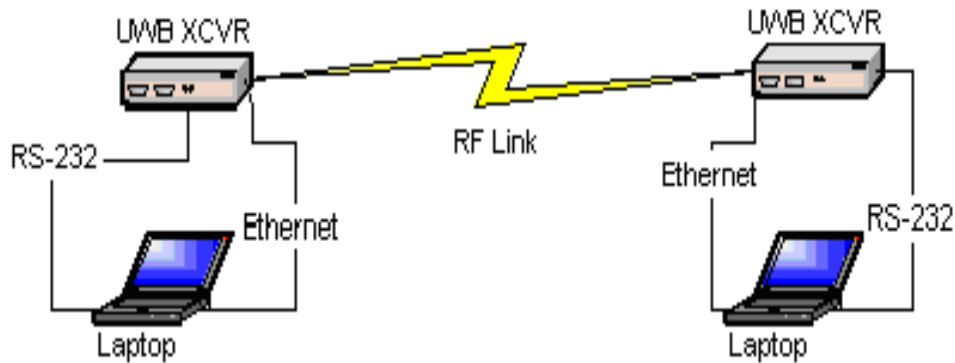 UWB XCVR
UWB XCVR
RF Link
RS-232
Ethernet
Ethernet
RS-232
Laptop
Laptop